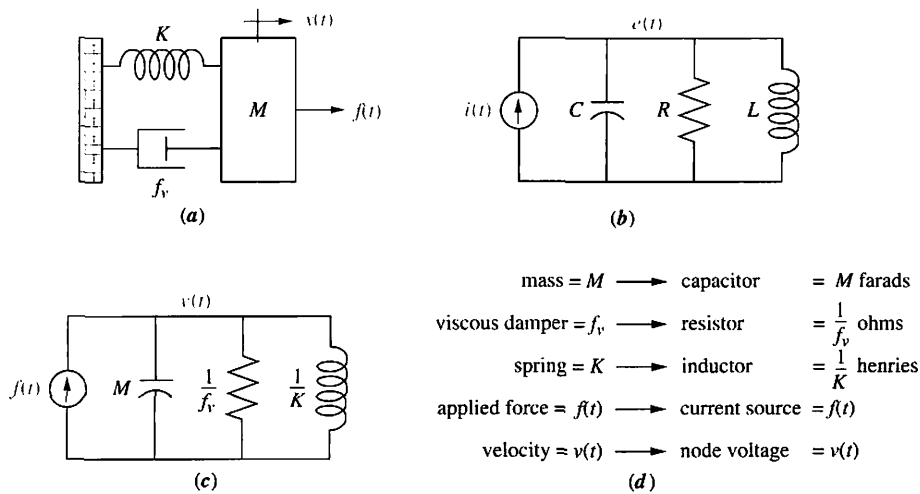 x(t)
K
M
f(t)
f_v
(a)
e(t)
i(t)
C
R
L
(b)
v(t)
f(t)
M
1/f_v
1/K
(c)
mass = M → capacitor = M farads
viscous damper = f_v → resistor = 1/f_v ohms
spring = K → inductor = 1/K henries
applied force = f(t) → current source = f(t)
velocity = v(t) → node voltage = v(t)
(d)